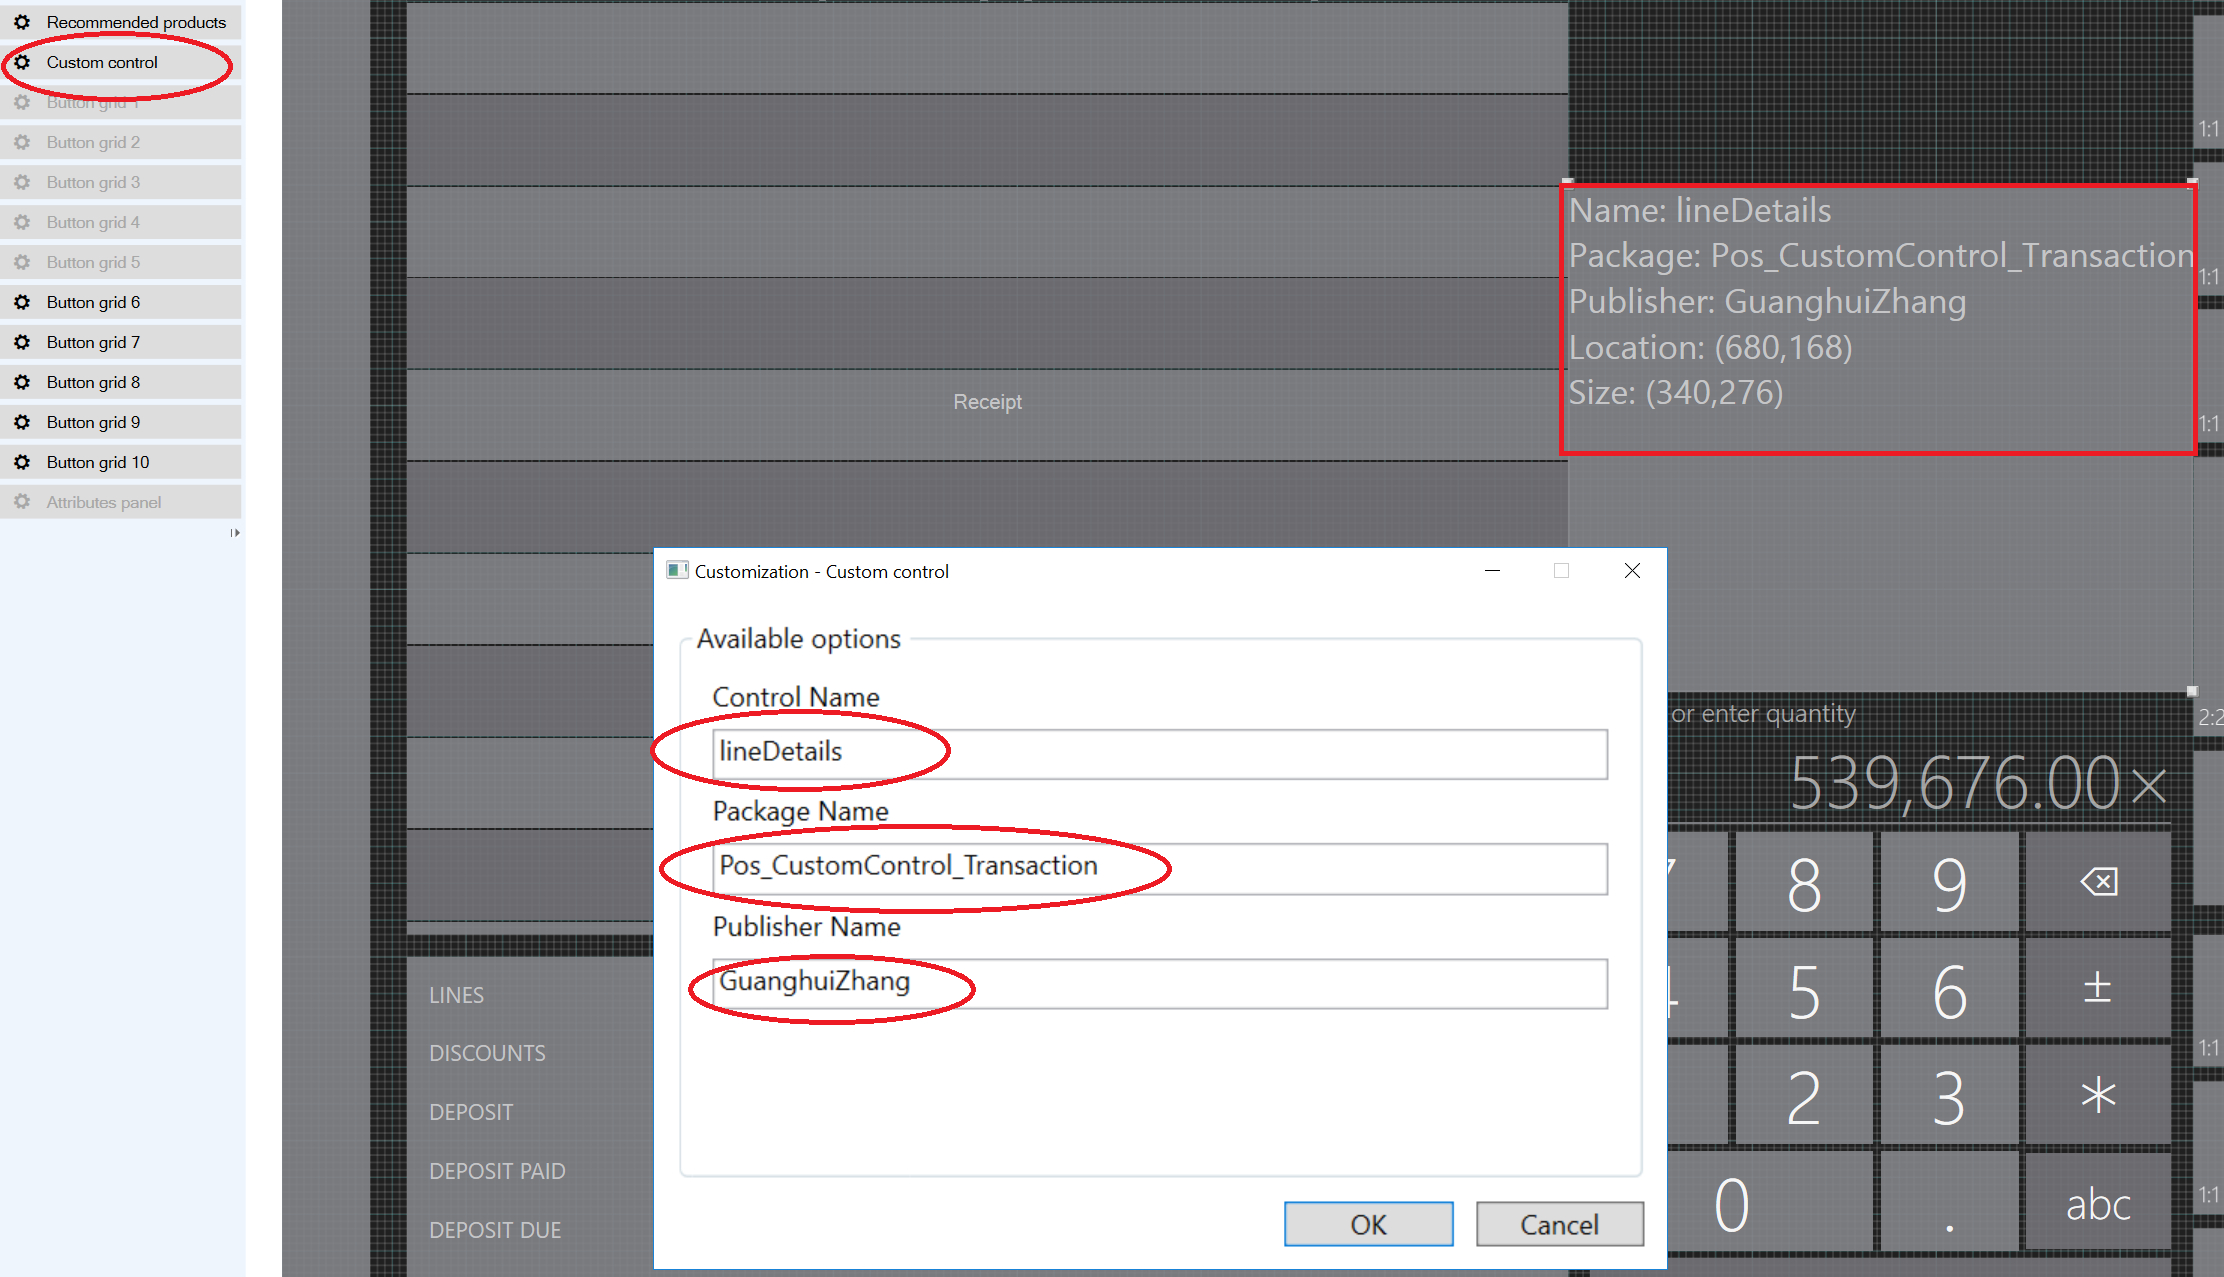 Recommended products
Custom control
Button grid 1
Button grid 2
Button grid 3
Button grid 4
Button grid 5
Button grid 6
Button grid 7
Button grid 8
Button grid 9
Button grid 10
Attributes panel
Receipt
Name: lineDetails
Package: Pos_CustomControl_Transaction
Publisher: GuanghuiZhang
Location: (680,168)
Size: (340,276)
1:1
1:1
1:1
2:2
1:1
1:1
Customization - Custom control
Available options
Control Name
lineDetails
Package Name
Pos_CustomControl_Transaction
Publisher Name
GuanghuiZhang
OK
Cancel
or enter quantity
539,676.00
8
9
5
6
±
2
3
*
0
.
abc
LINES
DISCOUNTS
DEPOSIT
DEPOSIT PAID
DEPOSIT DUE